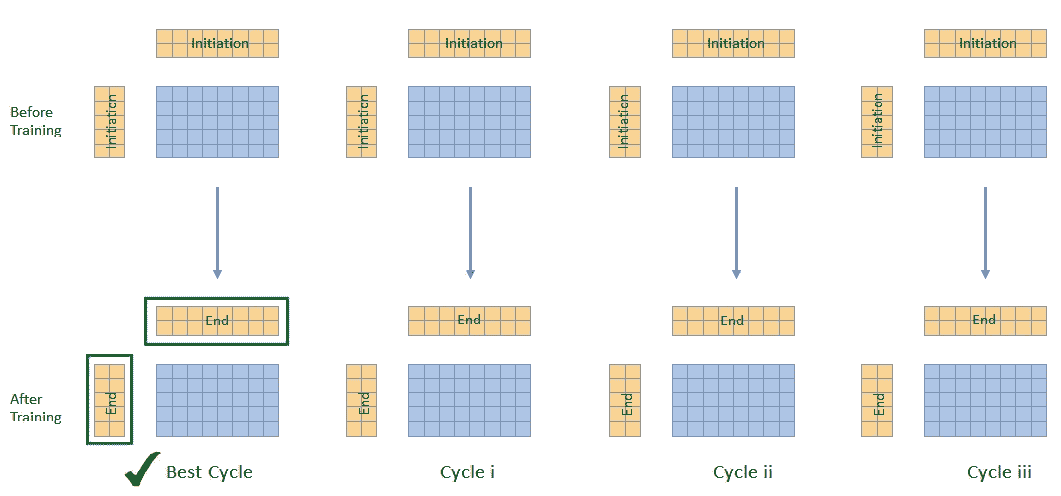 Initiation Initiation Initiation Initiation
Before
Training
Initiation Initiation Initiation Initiation
End End End End
After
Training
End End End End
Best Cycle Cycle i Cycle ii Cycle iii